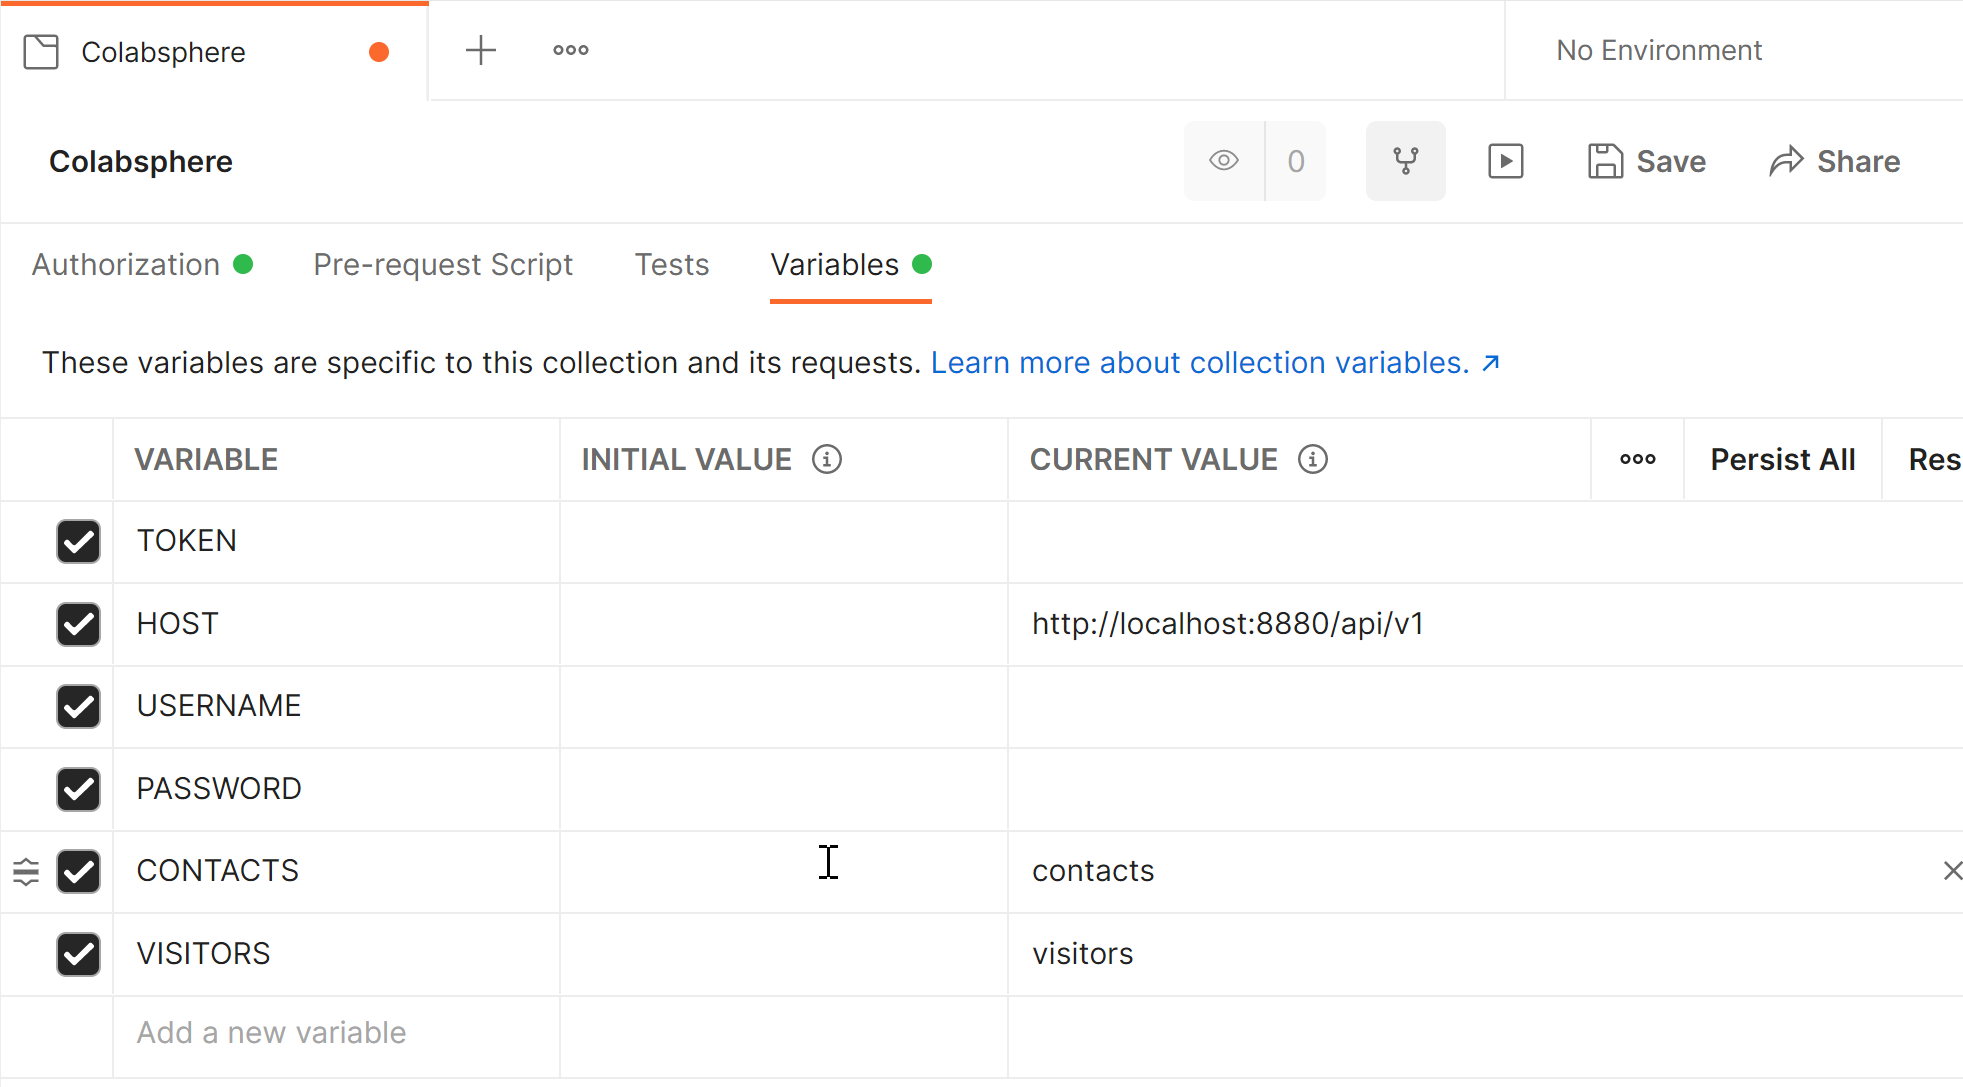 Colabsphere
No Environment
Colabsphere
0
Save
Share
Authorization Pre-request Script Tests Variables
These variables are specific to this collection and its requests. Learn more about collection variables. ↗
VARIABLE INITIAL VALUE CURRENT VALUE Persist All Res
TOKEN
HOST http://localhost:8880/api/v1
USERNAME
PASSWORD
CONTACTS contacts
VISITORS visitors
Add a new variable